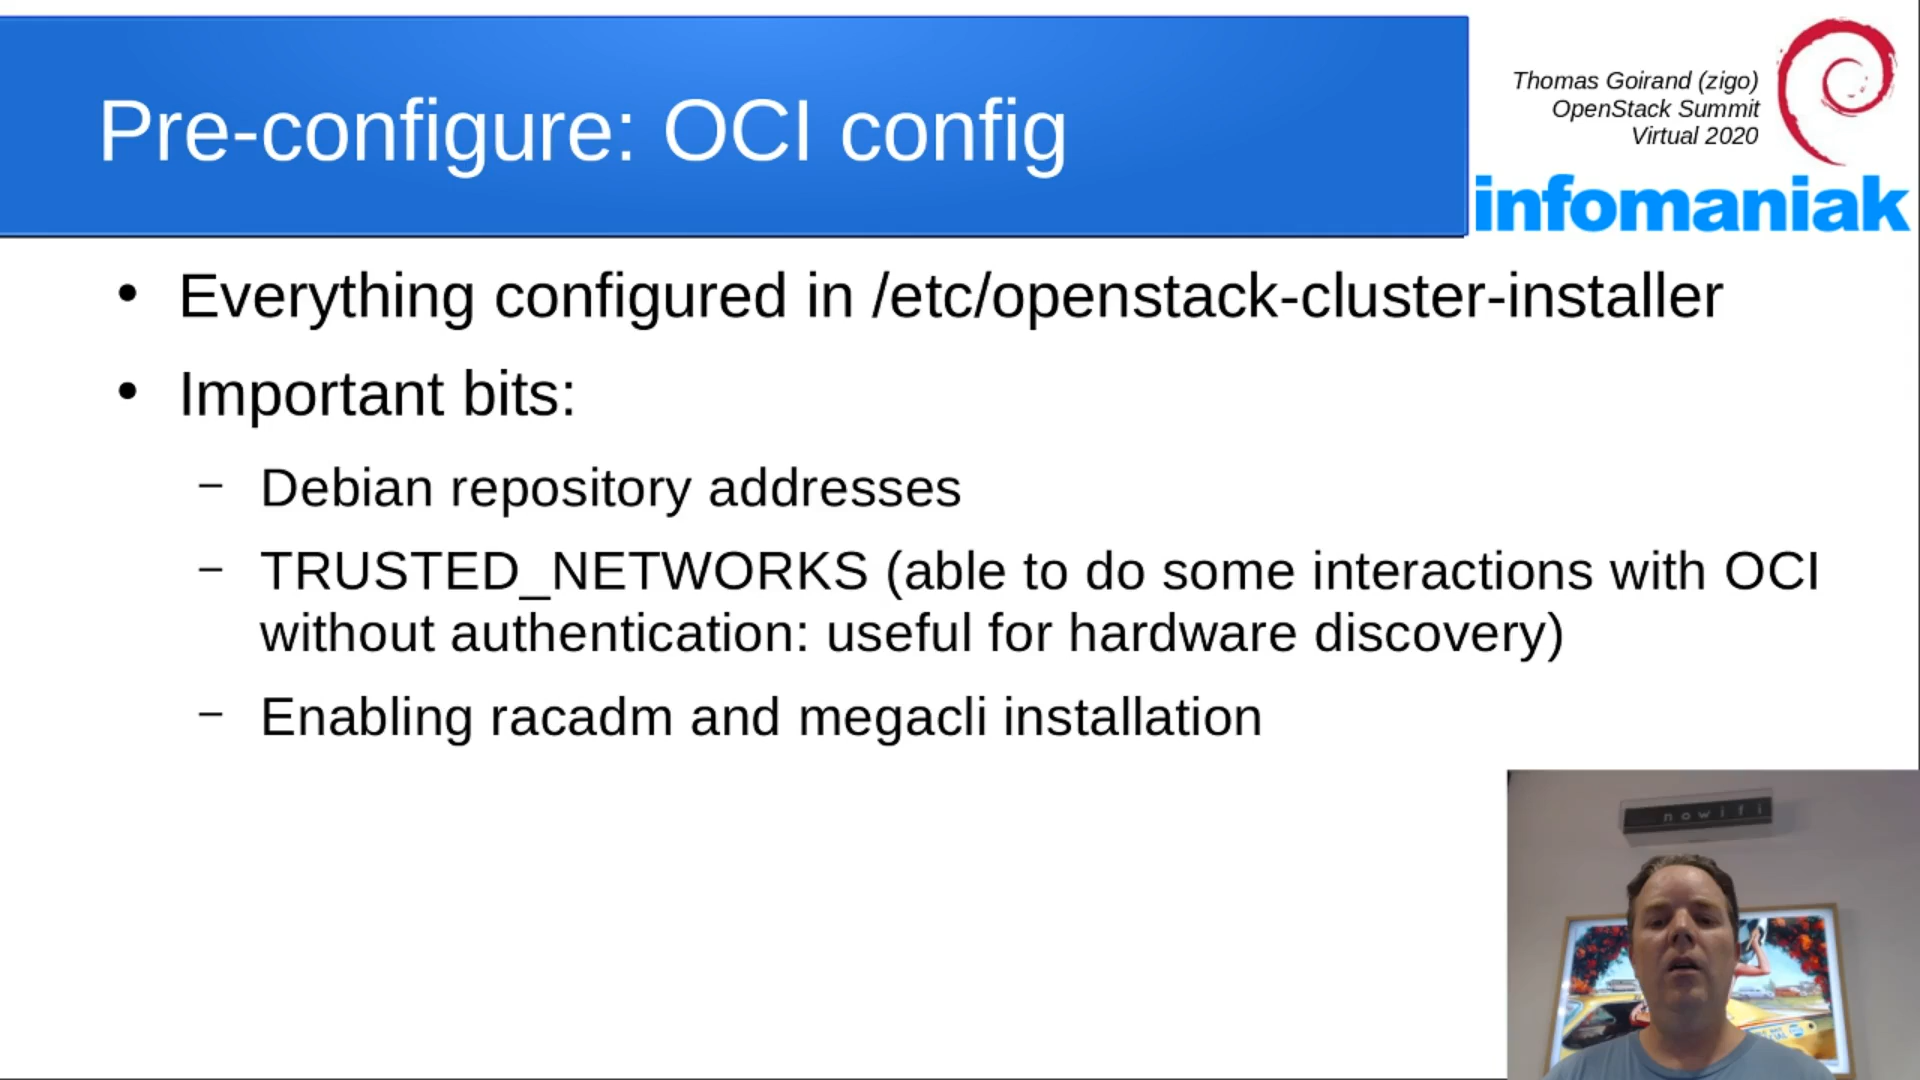 Pre-configure: OCI config
Thomas Goirand (zigo)
OpenStack Summit
Virtual 2020
infomaniak
• Everything configured in /etc/openstack-cluster-installer
• Important bits:
– Debian repository addresses
– TRUSTED_NETWORKS (able to do some interactions with OCI
without authentication: useful for hardware discovery)
– Enabling racadm and megacli installation
nowifi